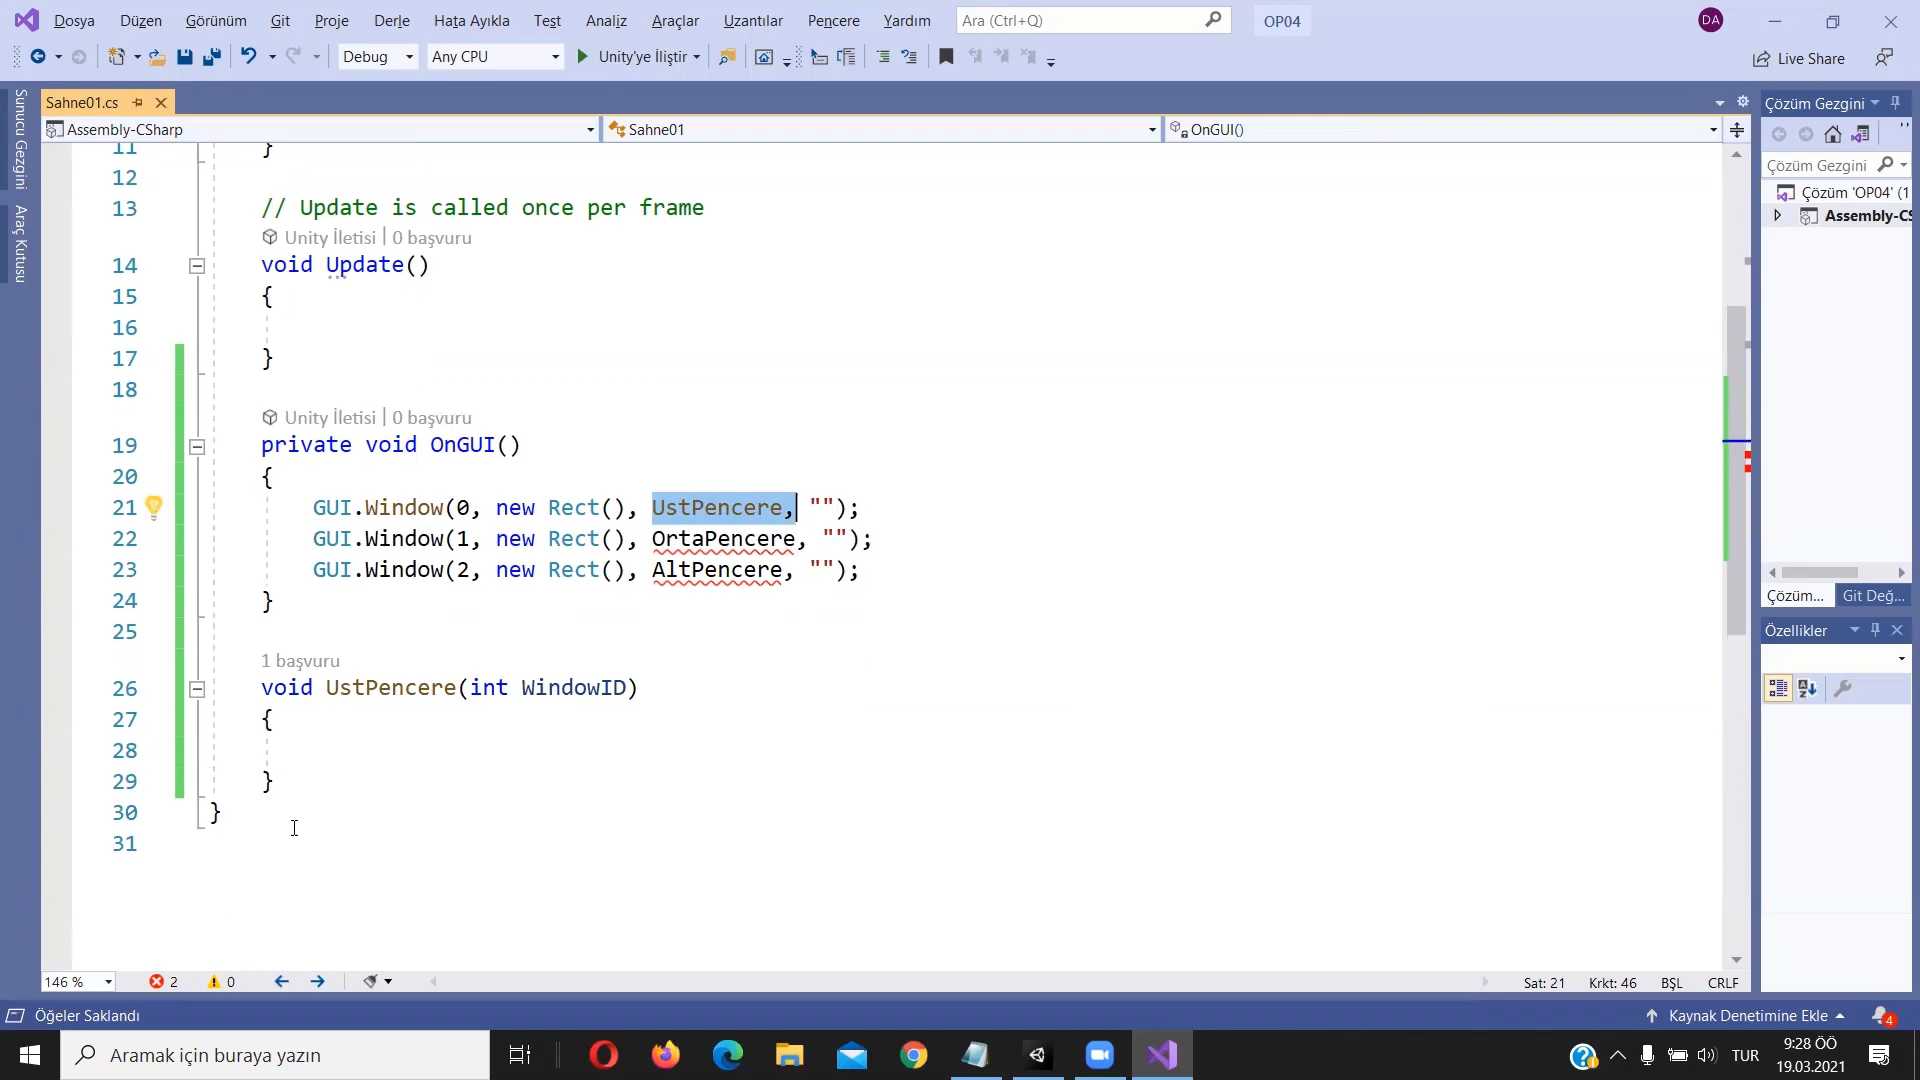 Dosya Düzen Görünüm Git Proje Derle Hata Ayıkla Test Analiz Araçlar Uzantılar Pencere Yardım Ara (Ctrl+Q) OP04 DA
Debug Any CPU Unity'ye İliştir Live Share
Sunucu Gezgini
Araç Kutusu
Sahne01.cs
Assembly-CSharp Sahne01 OnGUI()
11 }
12
13 // Update is called once per frame
Unity İletisi | 0 başvuru
14 void Update()
15 {
16
17 }
18
Unity İletisi | 0 başvuru
19 private void OnGUI()
20 {
21 GUI.Window(0, new Rect(), UstPencere, "");
22 GUI.Window(1, new Rect(), OrtaPencere, "");
23 GUI.Window(2, new Rect(), AltPencere, "");
24 }
25
1 başvuru
26 void UstPencere(int WindowID)
27 {
28
29 }
30 }
31
146 % 2 0 Sat: 21 Krkt: 46 BŞL CRLF
Çözüm Gezgini
Çözüm Gezgini
Çözüm 'OP04' (1
Assembly-CS
Çözüm... Git Değ...
Özellikler
Öğeler Saklandı Kaynak Denetimine Ekle 4
Aramak için buraya yazın TUR 9:28 ÖÖ
19.03.2021